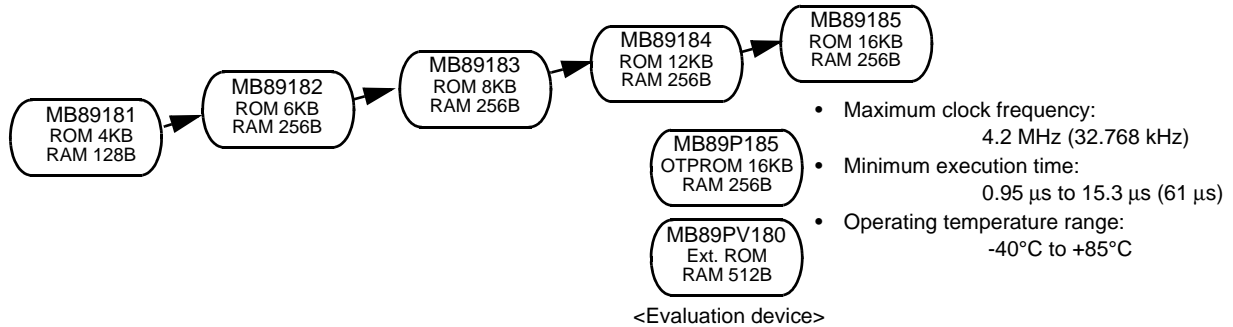 MB89181
ROM 4KB
RAM 128B
MB89182
ROM 6KB
RAM 256B
MB89183
ROM 8KB
RAM 256B
MB89184
ROM 12KB
RAM 256B
MB89185
ROM 16KB
RAM 256B
MB89P185
OTPROM 16KB
RAM 256B
MB89PV180
Ext. ROM
RAM 512B
<Evaluation device>
• Maximum clock frequency:
4.2 MHz (32.768 kHz)
• Minimum execution time:
0.95 μs to 15.3 μs (61 μs)
• Operating temperature range:
-40°C to +85°C